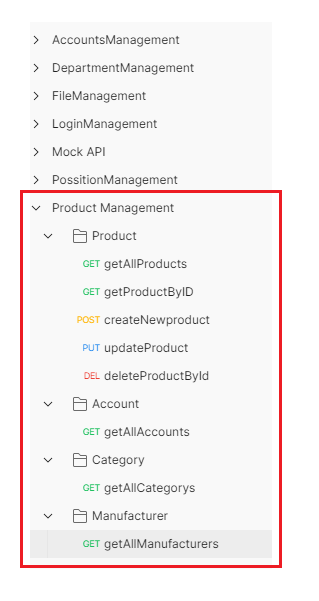 AccountsManagement
DepartmentManagement
FileManagement
LoginManagement
Mock API
PossitionManagement
Product Management
Product
GET getAllProducts
GET getProductByID
POST createNewproduct
PUT updateProduct
DEL deleteProductById
Account
GET getAllAccounts
Category
GET getAllCategorys
Manufacturer
GET getAllManufacturers